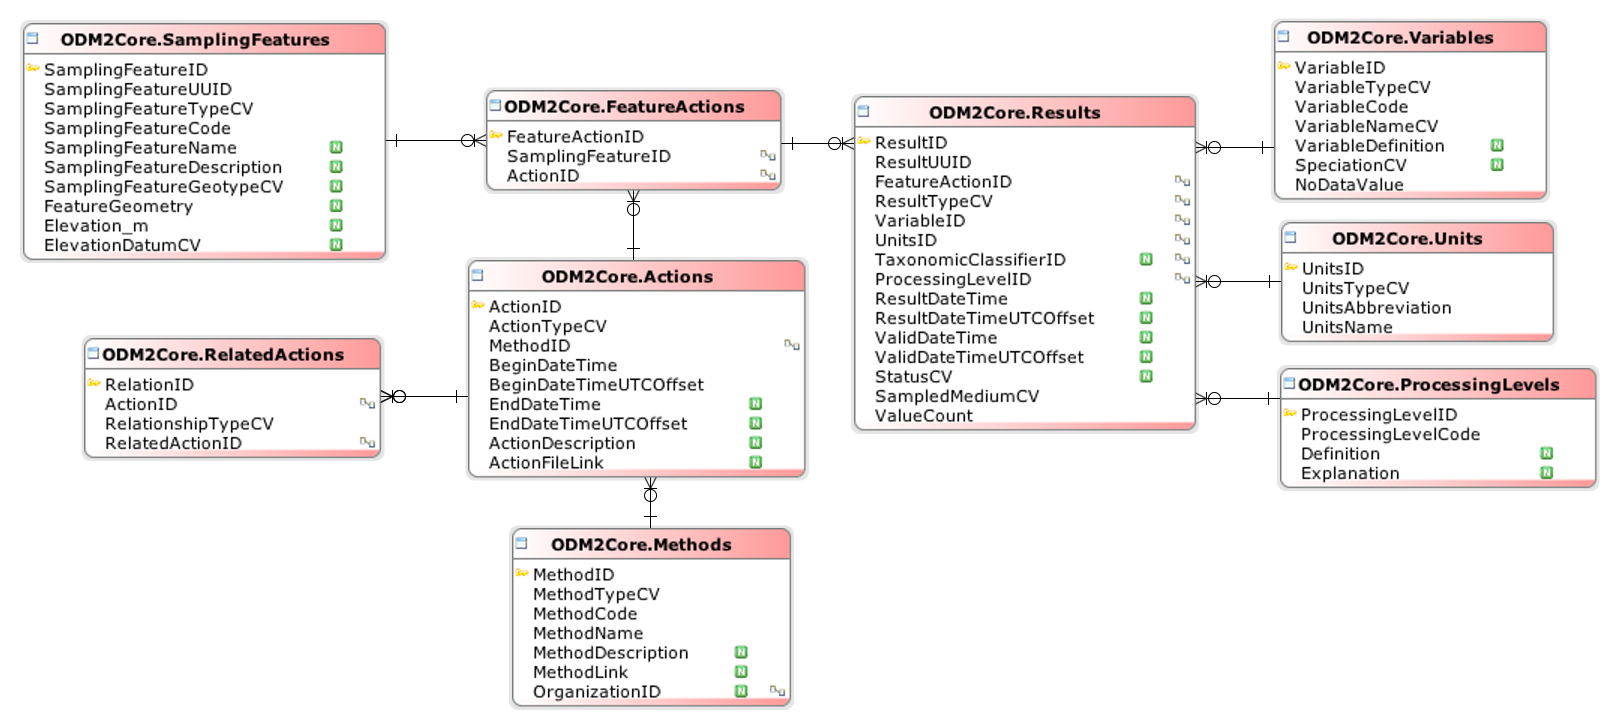 ODM2Core.SamplingFeatures
SamplingFeatureID
SamplingFeatureUUID
SamplingFeatureTypeCV
SamplingFeatureCode
SamplingFeatureName N
SamplingFeatureDescription N
SamplingFeatureGeotypeCV N
FeatureGeometry N
Elevation_m N
ElevationDatumCV N
ODM2Core.FeatureActions
FeatureActionID
SamplingFeatureID
ActionID
ODM2Core.Actions
ActionID
ActionTypeCV
MethodID
BeginDateTime
BeginDateTimeUTCOffset
EndDateTime N
EndDateTimeUTCOffset N
ActionDescription N
ActionFileLink N
ODM2Core.RelatedActions
RelationID
ActionID
RelationshipTypeCV
RelatedActionID
ODM2Core.Methods
MethodID
MethodTypeCV
MethodCode
MethodName
MethodDescription N
MethodLink N
OrganizationID N
ODM2Core.Results
ResultID
ResultUUID
FeatureActionID
ResultTypeCV
VariableID
UnitsID
TaxonomicClassifierID N
ProcessingLevelID
ResultDateTime N
ResultDateTimeUTCOffset N
ValidDateTime N
ValidDateTimeUTCOffset N
StatusCV N
SampledMediumCV
ValueCount
ODM2Core.Variables
VariableID
VariableTypeCV
VariableCode
VariableNameCV
VariableDefinition N
SpeciationCV N
NoDataValue
ODM2Core.Units
UnitsID
UnitsTypeCV
UnitsAbbreviation
UnitsName
ODM2Core.ProcessingLevels
ProcessingLevelID
ProcessingLevelCode
Definition N
Explanation N